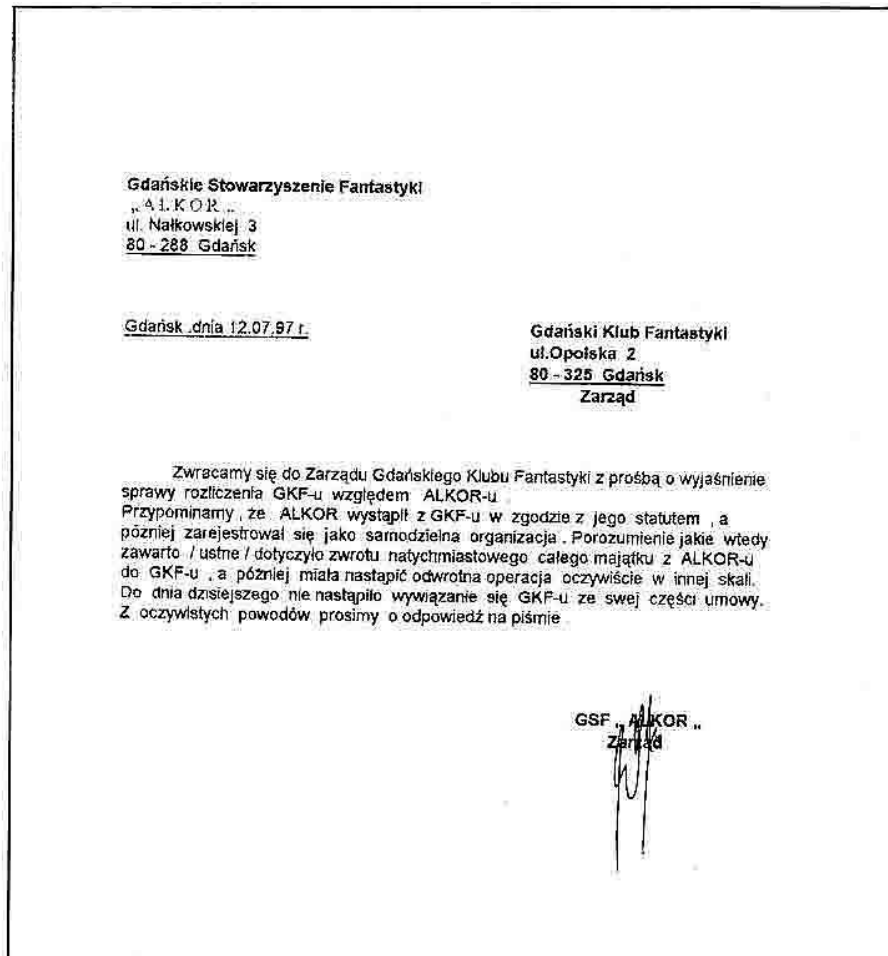 Gdańskie Stowarzyszenie Fantastyki
„ALKOR„
ul. Nałkowskiej 3
80 - 288 Gdańsk
Gdańsk .dnia 12.07.97 r.
Gdański Klub Fantastyki
ul.Opolska 2
80 - 325 Gdańsk
Zarząd
Zwracamy się do Zarządu Gdańskiego Klubu Fantastyki z prośbą o wyjaśnienie
sprawy rozliczenia GKF-u względem ALKOR-u
Przypominamy , że ALKOR wystąpił z GKF-u w zgodzie z jego statutem , a
pózniej zarejestrował się jako samodzielna organizacja . Porozumienie jakie wtedy
zawarto / ustne / dotyczyło zwrotu natychmiastowego całego majątku z ALKOR-u
do GKF-u , a później miała nastąpić odwrotna operacja oczywiście w innej skali.
Do dnia dzisiejszego nie nastąpiło wywiązanie się GKF-u ze swej części umowy.
Z oczywistych powodów prosimy o odpowiedź na piśmie
GSF „ ALKOR „
Zarząd